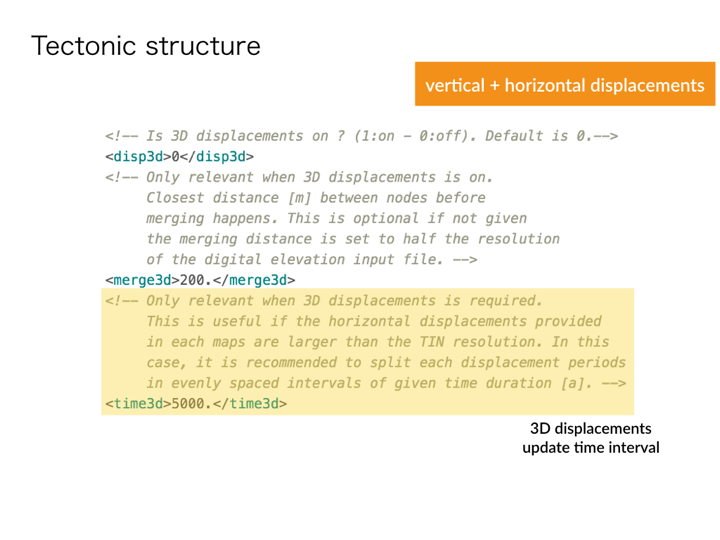 Tectonic structure
vertical + horizontal displacements
<!-- Is 3D displacements on ? (1:on - 0:off). Default is 0.-->
<disp3d>0</disp3d>
<!-- Only relevant when 3D displacements is on.
Closest distance [m] between nodes before
merging happens. This is optional if not given
the merging distance is set to half the resolution
of the digital elevation input file. -->
<merge3d>200.</merge3d>
<!-- Only relevant when 3D displacements is required.
This is useful if the horizontal displacements provided
in each maps are larger than the TIN resolution. In this
case, it is recommended to split each displacement periods
in evenly spaced intervals of given time duration [a]. -->
<time3d>5000.</time3d>
3D displacements
update time interval